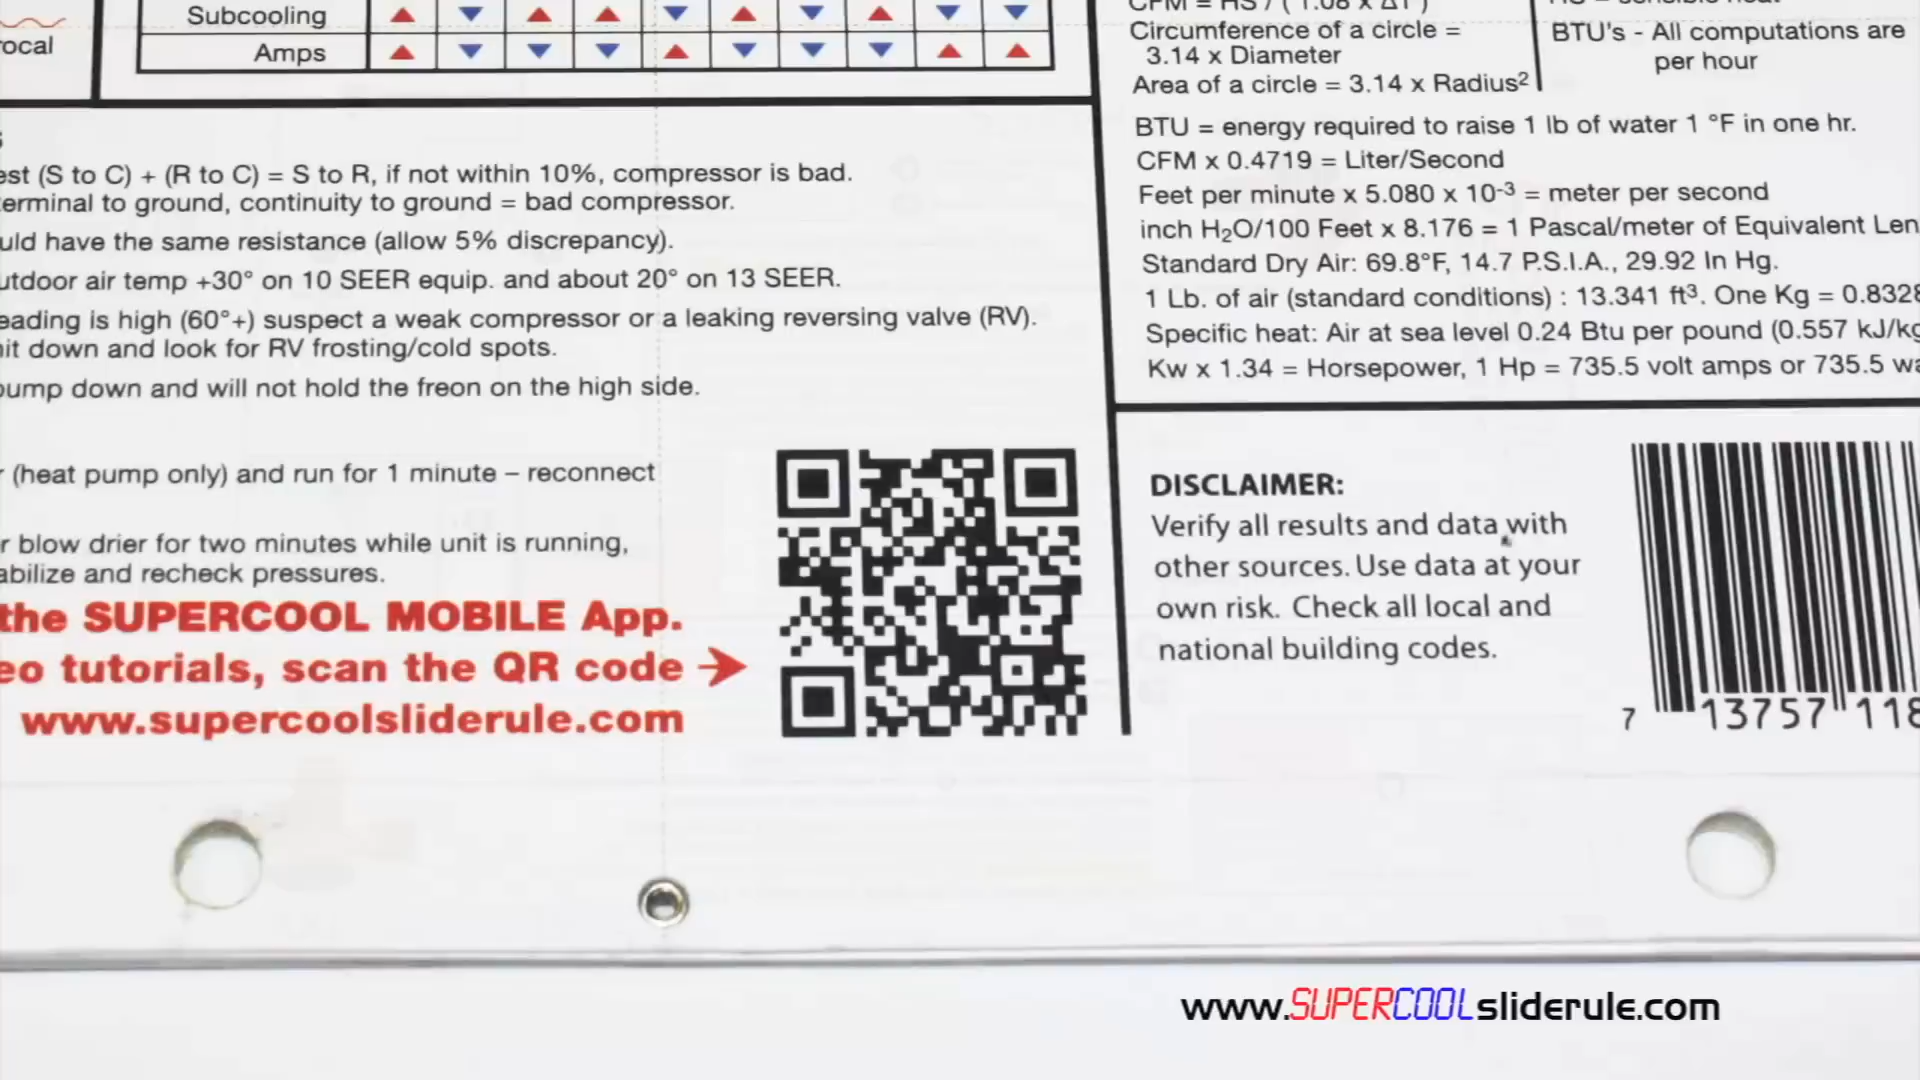 Subcooling
Amps
ocal
est (S to C) + (R to C) = S to R, if not within 10%, compressor is bad.
erminal to ground, continuity to ground = bad compressor.
uld have the same resistance (allow 5% discrepancy).
utdoor air temp +30° on 10 SEER equip. and about 20° on 13 SEER.
eading is high (60°+) suspect a weak compressor or a leaking reversing valve (RV).
it down and look for RV frosting/cold spots.
ump down and will not hold the freon on the high side.
r (heat pump only) and run for 1 minute – reconnect
r blow drier for two minutes while unit is running,
abilize and recheck pressures.
the SUPERCOOL MOBILE App.
eo tutorials, scan the QR code
www.supercoolsliderule.com
CFM = HS / ( 1.08 x ΔT )
Circumference of a circle =
3.14 x Diameter
Area of a circle = 3.14 x Radius²
BTU's - All computations are
per hour
BTU = energy required to raise 1 lb of water 1 °F in one hr.
CFM x 0.4719 = Liter/Second
Feet per minute x 5.080 x 10⁻³ = meter per second
inch H₂O/100 Feet x 8.176 = 1 Pascal/meter of Equivalent Len
Standard Dry Air: 69.8°F, 14.7 P.S.I.A., 29.92 In Hg.
1 Lb. of air (standard conditions) : 13.341 ft³. One Kg = 0.8328
Specific heat: Air at sea level 0.24 Btu per pound (0.557 kJ/kg
Kw x 1.34 = Horsepower, 1 Hp = 735.5 volt amps or 735.5 wa
DISCLAIMER:
Verify all results and data with
other sources. Use data at your
own risk. Check all local and
national building codes.
7 13757 118
www.SUPERCOOLsliderule.com